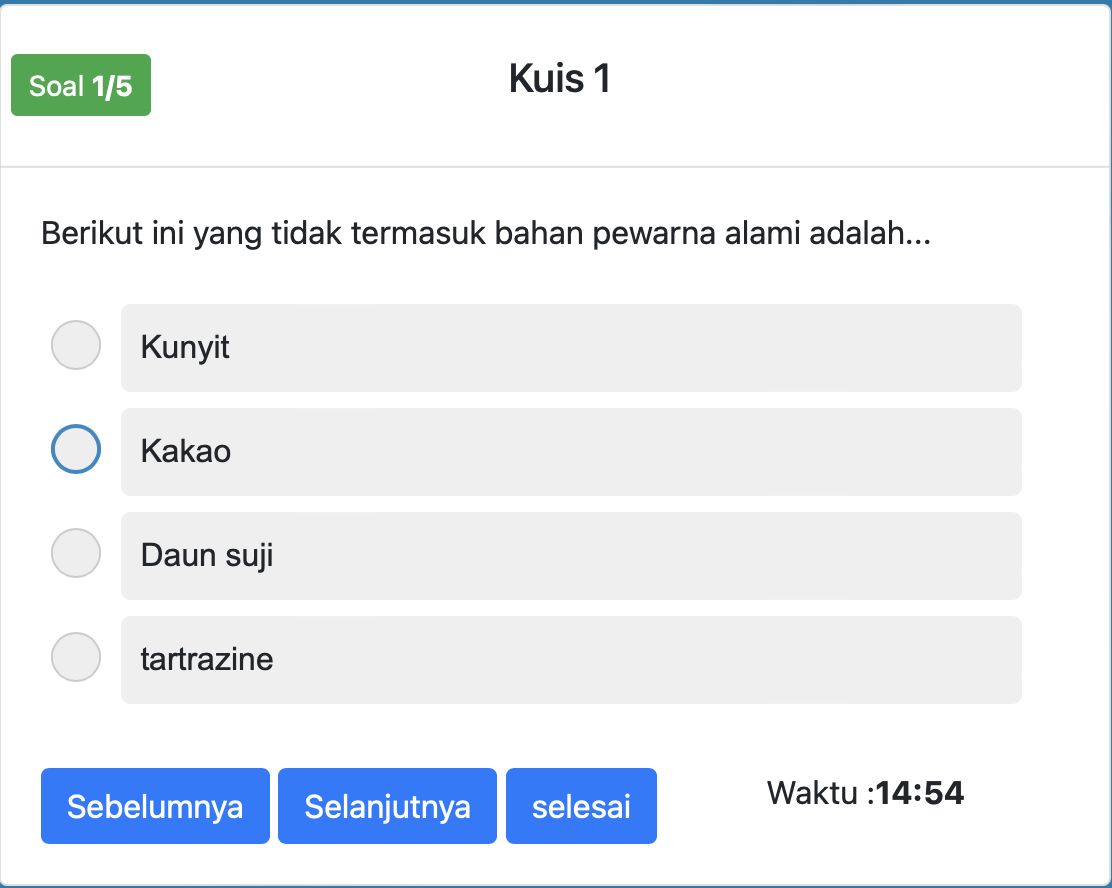 Soal 1/5
Kuis 1
Berikut ini yang tidak termasuk bahan pewarna alami adalah...
Kunyit
Kakao
Daun suji
tartrazine
Sebelumnya
Selanjutnya
selesai
Waktu :14:54